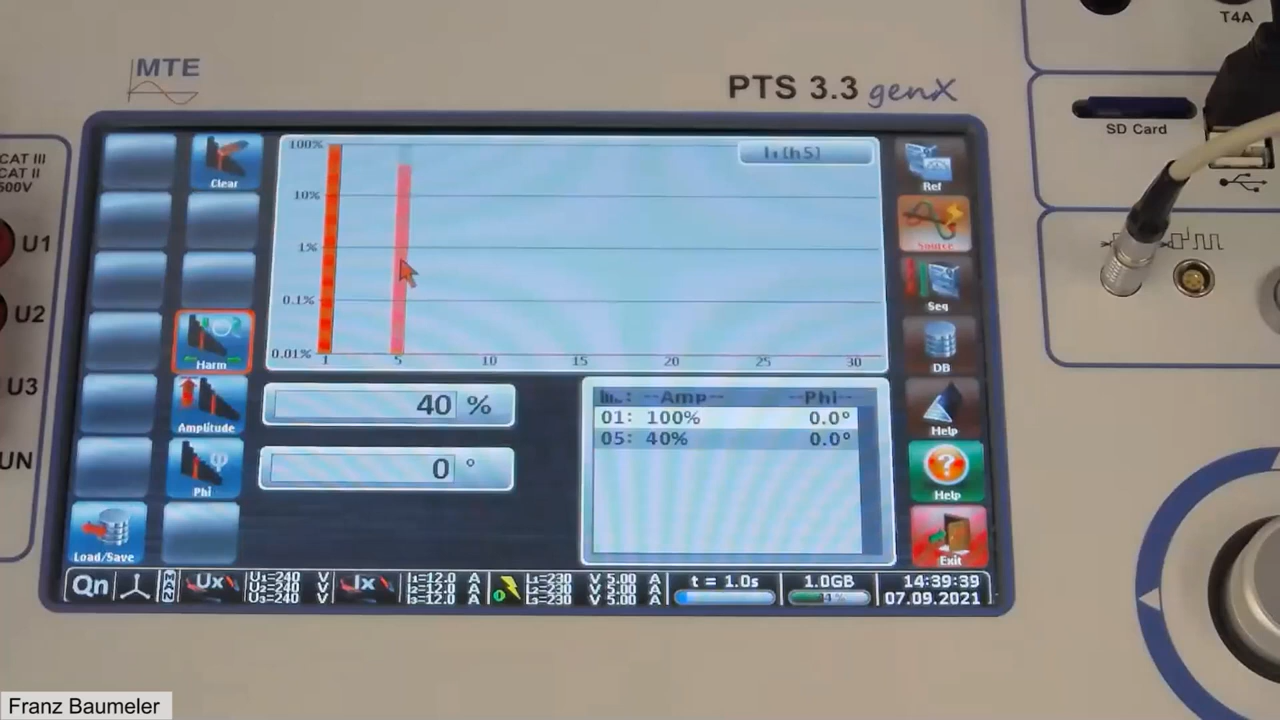 MTE
PTS 3.3 genX
T4A
SD Card
CAT III
CAT II
500V
U1
U2
U3
UN
Clear
Harm
Amplitude
Phi
Load/Save
100%
10%
1%
0.1%
0.01%
1 5 10 15 20 25 30
I1[h5]
40 %
0 °
--Amp-- --Phi--
01: 100% 0.0°
05: 40% 0.0°
Ref
Source
Seq
DB
Help
Help
Exit
Qn
Ux
U1=240 V
U2=240 V
U3=240 V
Ix
I1=12.0 A
I2=12.0 A
I3=12.0 A
L1=230 V 5.00 A
L2=230 V 5.00 A
L3=230 V 5.00 A
t = 1.0s
1.0GB
14:39:39
07.09.2021
Franz Baumeler